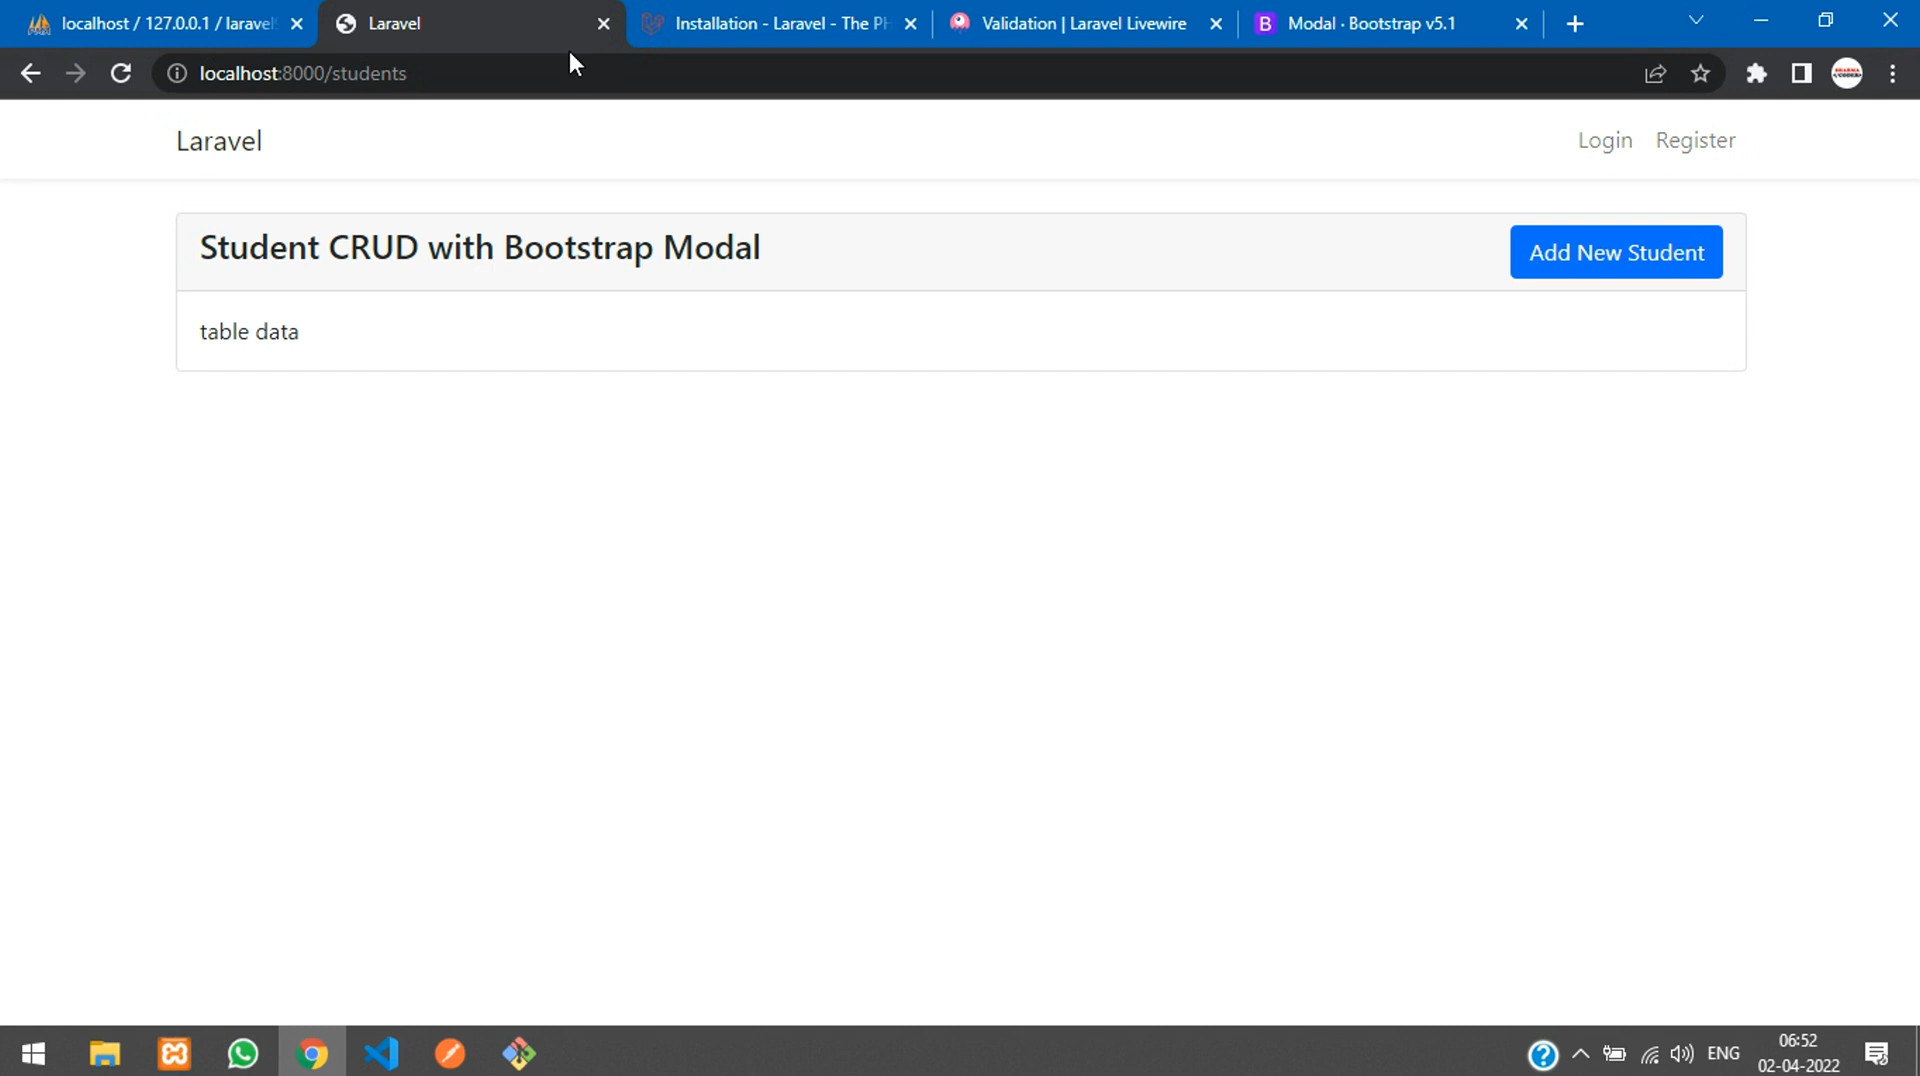 localhost / 127.0.0.1 / laravel
Laravel
Installation - Laravel - The PH
Validation | Laravel Livewire
B
Modal · Bootstrap v5.1
localhost:8000/students
Laravel
Login
Register
Student CRUD with Bootstrap Modal
Add New Student
table data
ENG
06:52
02-04-2022